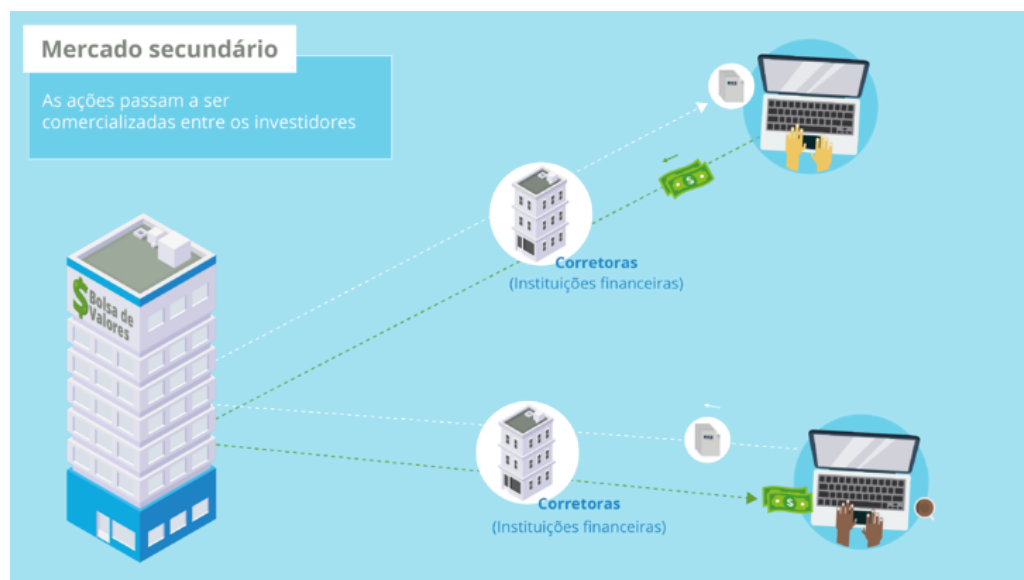 Mercado secundário
As ações passam a ser
comercializadas entre os investidores
$ Bolsa de
Valores
Corretoras
(Instituições financeiras)
Corretoras
(Instituições financeiras)